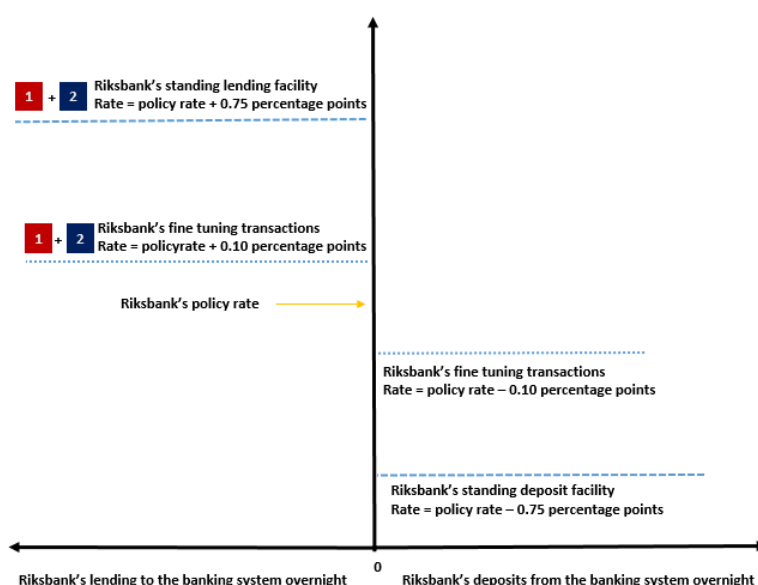 1 + 2 Riksbank's standing lending facility
Rate = policy rate + 0.75 percentage points
1 + 2 Riksbank's fine tuning transactions
Rate = policyrate + 0.10 percentage points
Riksbank's policy rate
Riksbank's fine tuning transactions
Rate = policy rate – 0.10 percentage points
Riksbank's standing deposit facility
Rate = policy rate – 0.75 percentage points
0
Riksbank's lending to the banking system overnight
Riksbank's deposits from the banking system overnight